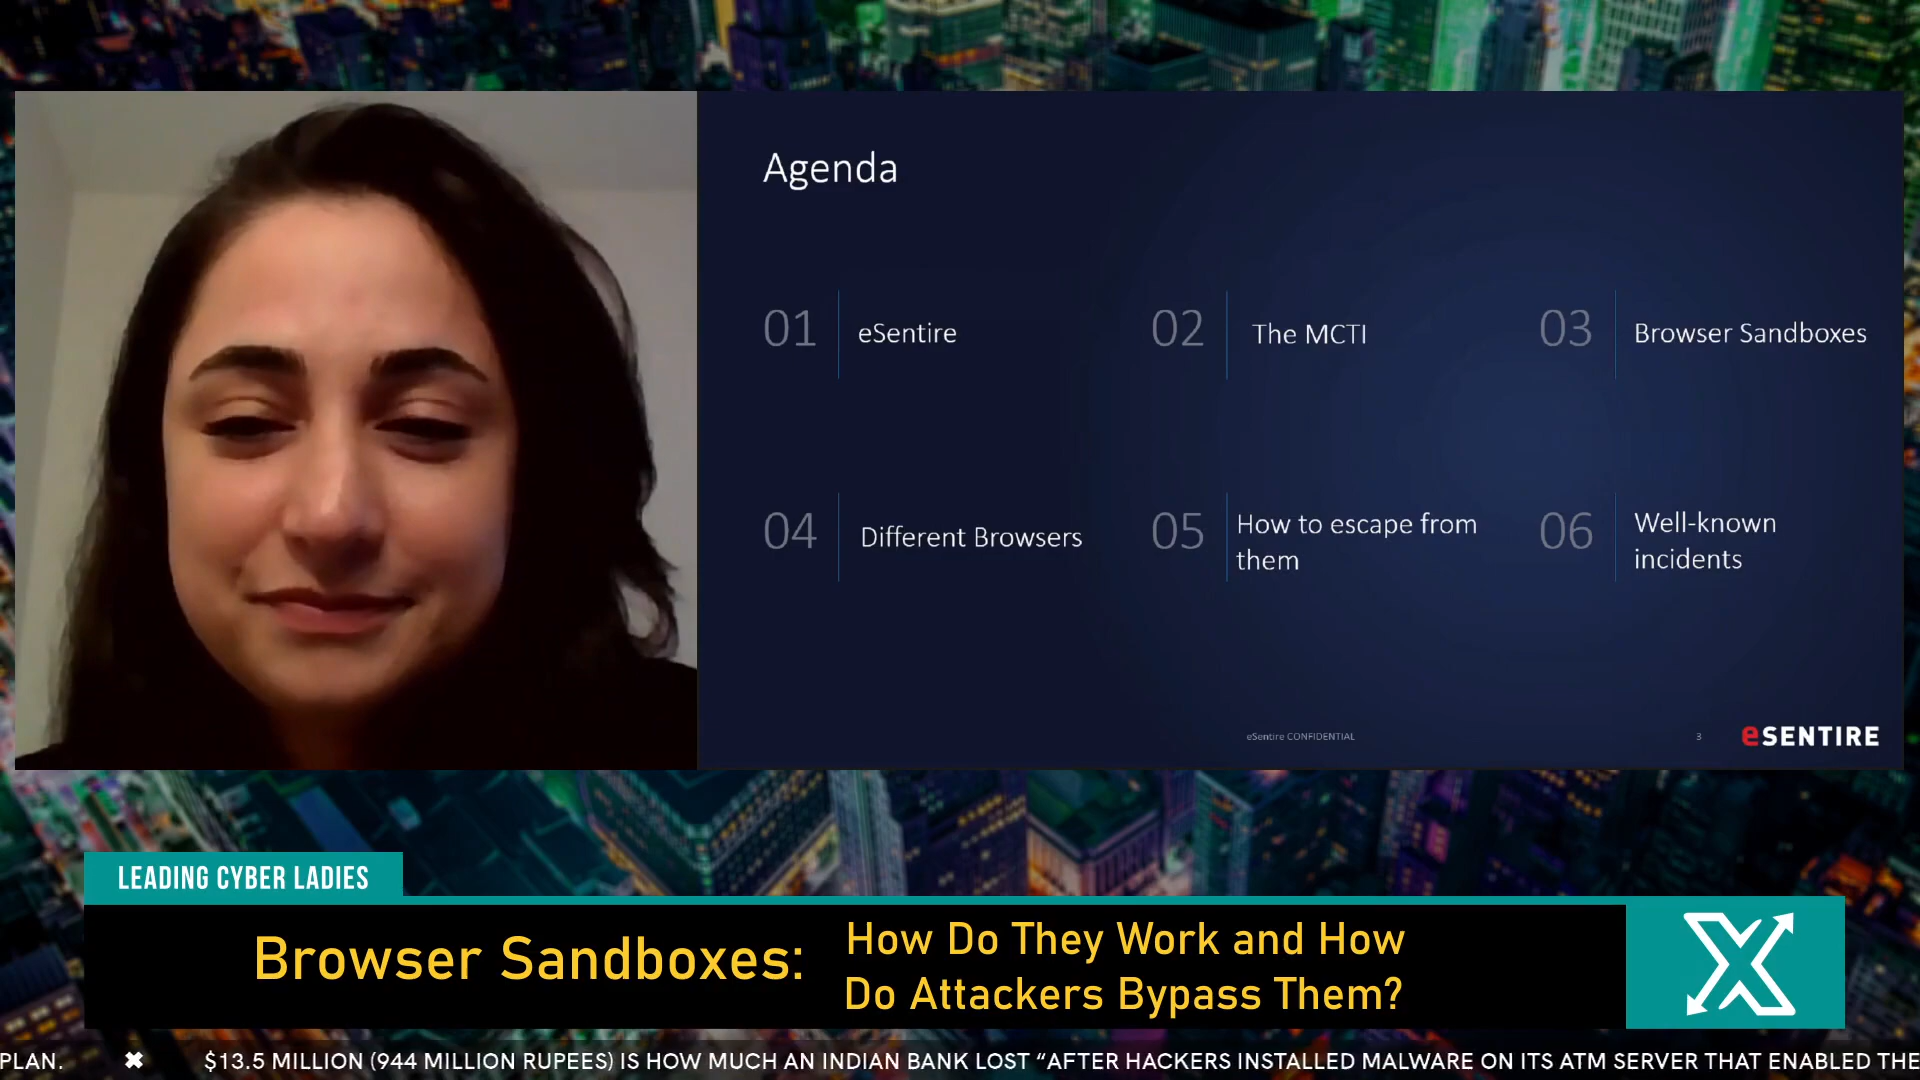 Agenda
01 eSentire
02 The MCTI
03 Browser Sandboxes
04 Different Browsers
05 How to escape from
them
06 Well-known
incidents
eSentire CONFIDENTIAL
3
eSENTIRE
LEADING CYBER LADIES
Browser Sandboxes:
How Do They Work and How
Do Attackers Bypass Them?
PLAN. ✖ $13.5 MILLION (944 MILLION RUPEES) IS HOW MUCH AN INDIAN BANK LOST “AFTER HACKERS INSTALLED MALWARE ON ITS ATM SERVER THAT ENABLED THE